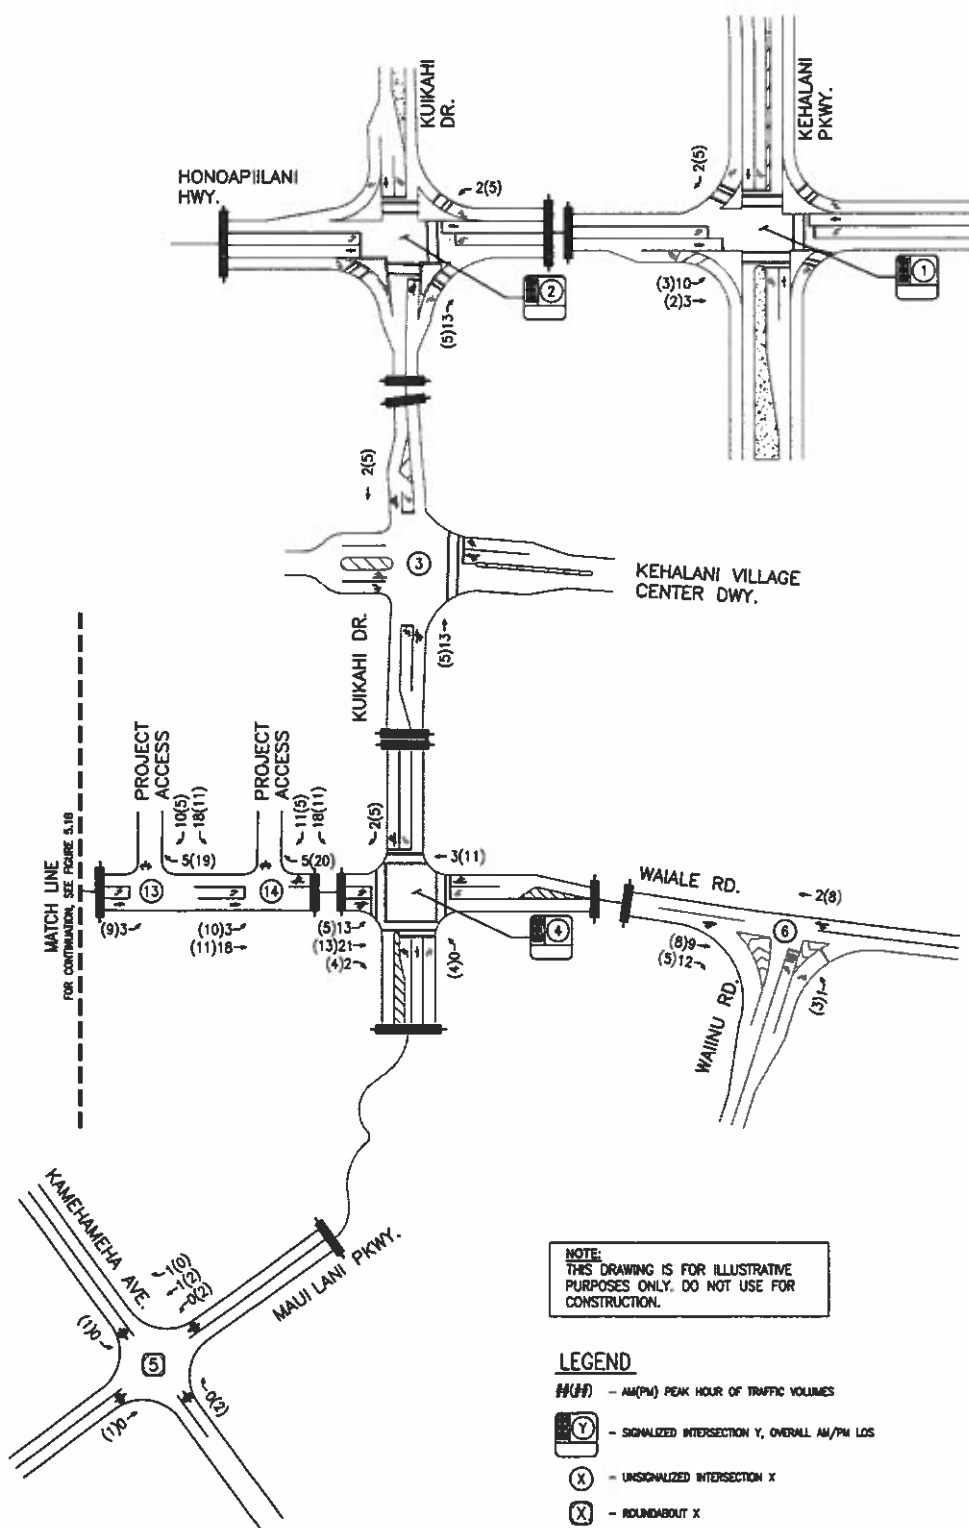 KUIKAHI
DR.
KEHALANI
PKWY.
HONOAPIILANI
HWY.
2(5)
2(5)
2
1
(3)10
(2)3
(5)13
2(5)
3
KEHALANI VILLAGE
CENTER DWY.
(5)13
KUIKAHI DR.
PROJECT
ACCESS
10(5)
18(11)
PROJECT
ACCESS
11(5)
18(11)
2(5)
MATCH LINE
FOR CONTINUATION, SEE FIGURE 5.18
5(19)
5(20)
3(11)
13
14
WAIALE RD.
2(8)
(9)3
(10)3
(11)18
(5)13
(13)21
(4)2
(4)0
4
6
(8)9
(5)12
(3)1
WAIINU RD.
KAMEHAMEHA AVE.
1(0)
1(2)
0(2)
MAUI LANI PKWY.
(1)0
5
(1)0
0(2)
NOTE:
THIS DRAWING IS FOR ILLUSTRATIVE
PURPOSES ONLY. DO NOT USE FOR
CONSTRUCTION.
LEGEND
#(#) - AM(PM) PEAK HOUR OF TRAFFIC VOLUMES
Y - SIGNALIZED INTERSECTION Y, OVERALL AM/PM LOS
X - UNSIGNALIZED INTERSECTION X
X - ROUNDABOUT X